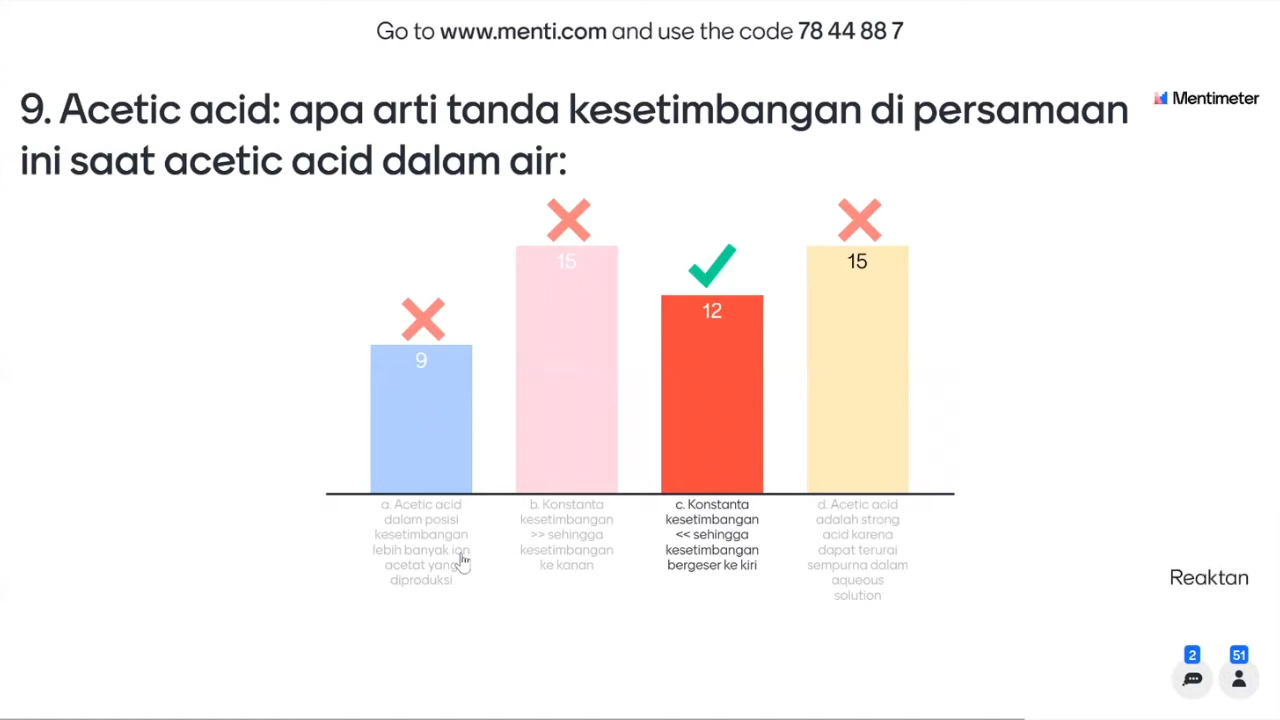 Go to www.menti.com and use the code 78 44 88 7
9. Acetic acid: apa arti tanda kesetimbangan di persamaan
ini saat acetic acid dalam air:
Mentimeter
9
15
12
15
a. Acetic acid
dalam posisi
kesetimbangan
lebih banyak ion
acetat yang
diproduksi
b. Konstanta
kesetimbangan
>> sehingga
kesetimbangan
ke kanan
c. Konstanta
kesetimbangan
<< sehingga
kesetimbangan
bergeser ke kiri
d. Acetic acid
adalah strong
acid karena
dapat terurai
sempurna dalam
aqueous
solution
Reaktan
2
51